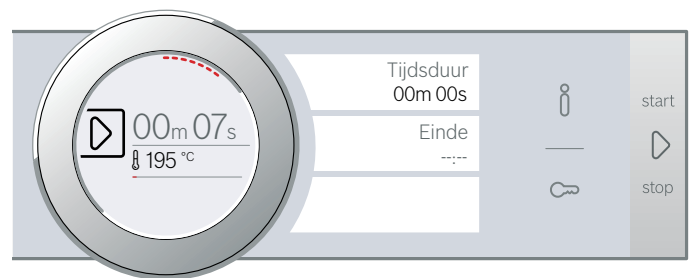 00m 07s
195 °C
Tijdsduur
00m 00s
Einde
--:--
start
stop